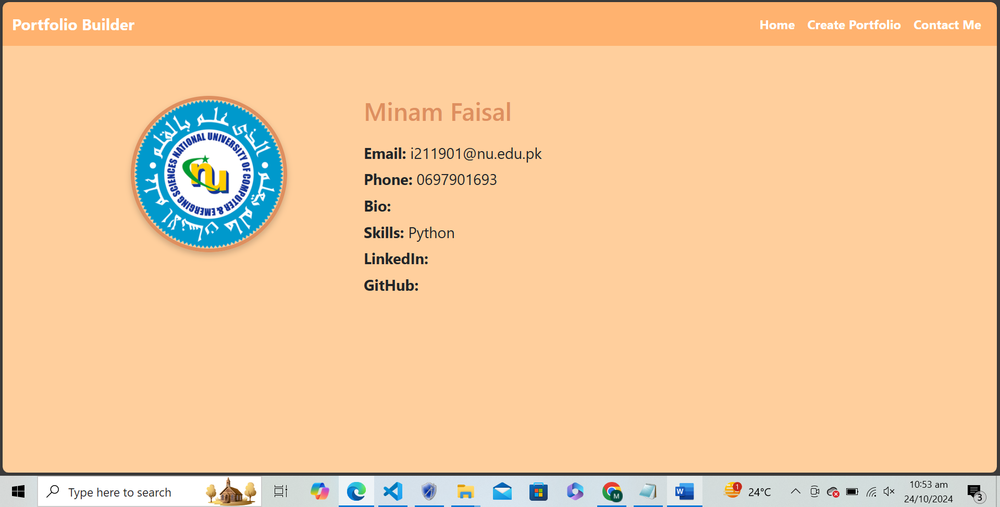 Portfolio Builder
Home Create Portfolio Contact Me
الذى علم بالقلم
علم الانسان مالم يعلم
NATIONAL UNIVERSITY OF COMPUTER & EMERGING SCIENCES
nu
Minam Faisal
Email: i211901@nu.edu.pk
Phone: 0697901693
Bio:
Skills: Python
LinkedIn:
GitHub:
Type here to search
W
M
1
24°C
10:53 am
24/10/2024
3